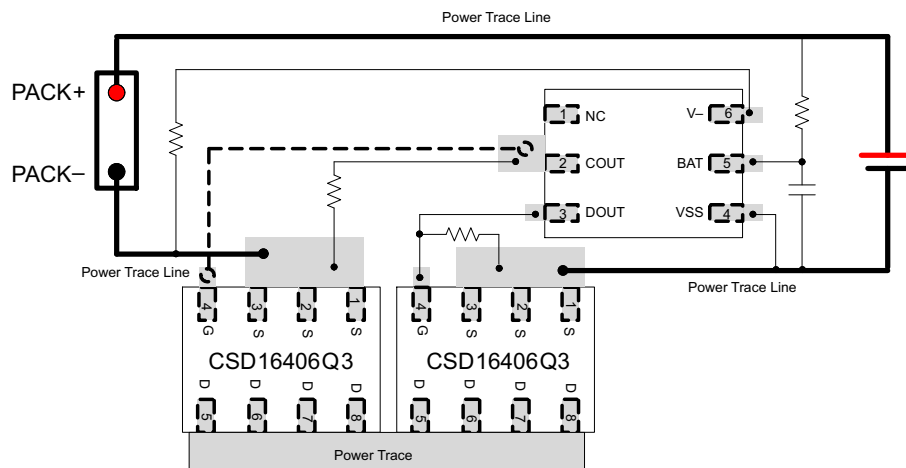 Power Trace Line
PACK+
PACK–
1 NC
V– 6
2 COUT
BAT 5
3 DOUT
VSS 4
Power Trace Line
Power Trace Line
4 3 2 1
G S S S
CSD16406Q3
D D D D
5 6 7 8
4 3 2 1
G S S S
CSD16406Q3
D D D D
5 6 7 8
Power Trace